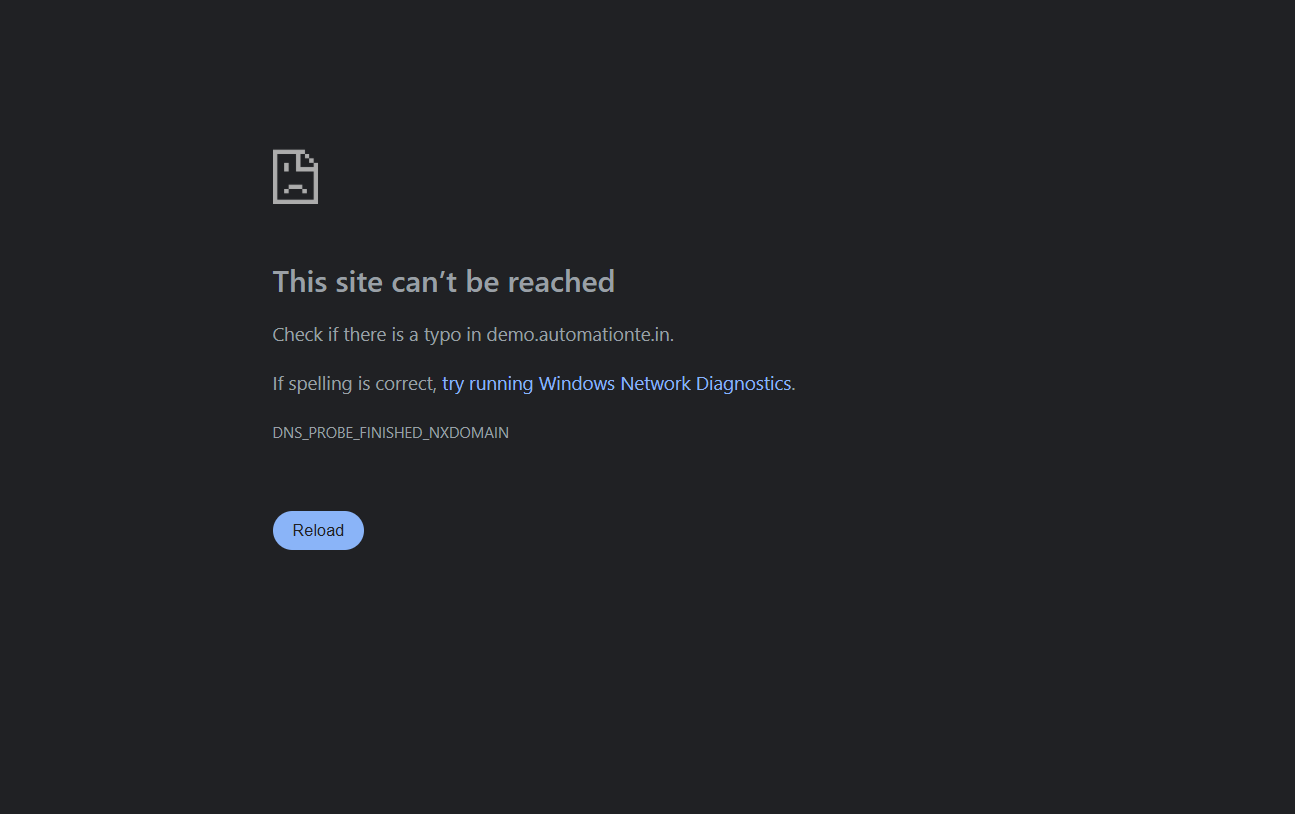 This site can’t be reached
Check if there is a typo in demo.automationte.in.
If spelling is correct, try running Windows Network Diagnostics.
DNS_PROBE_FINISHED_NXDOMAIN
Reload